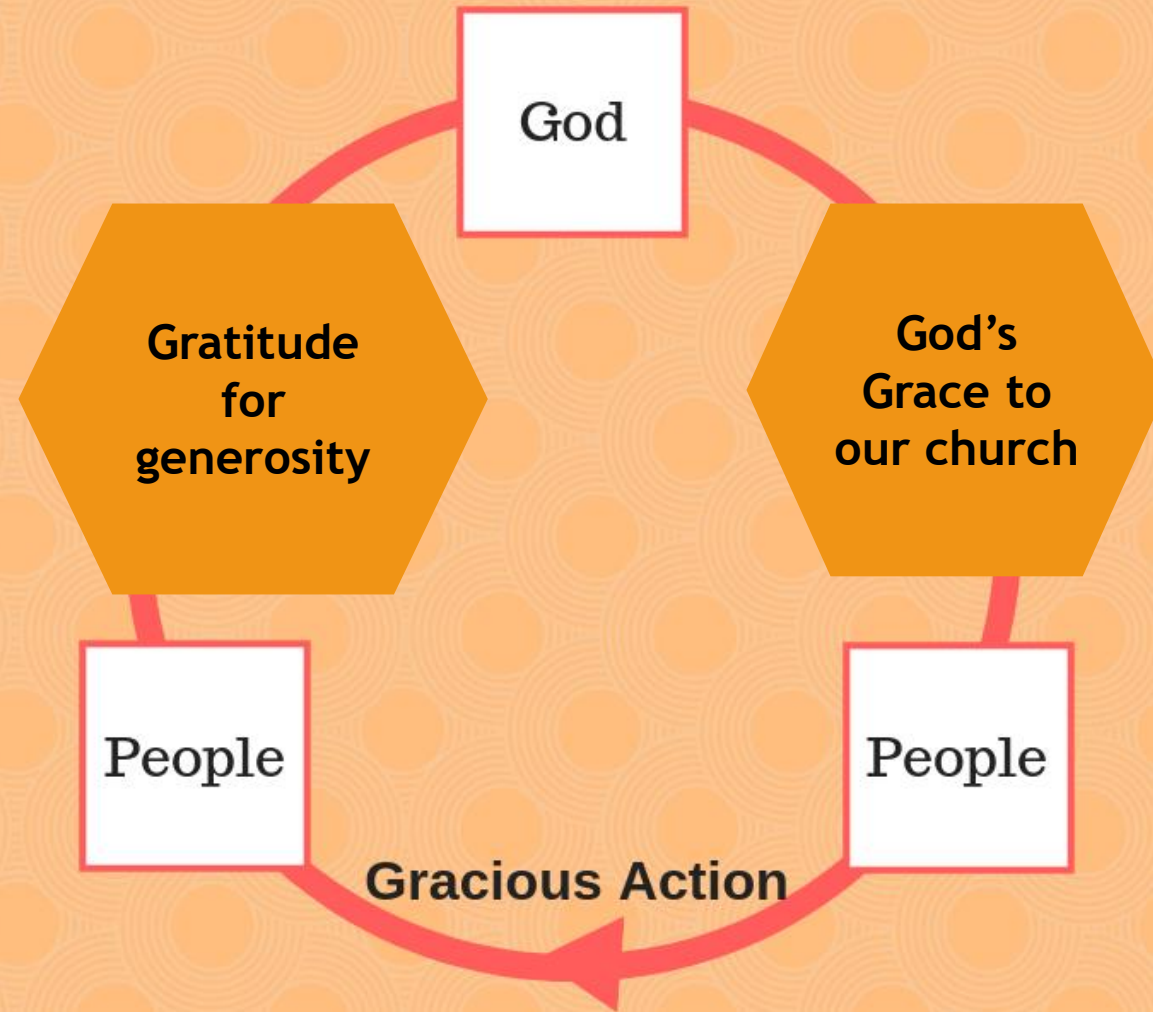 God
Gratitude
for
generosity
God’s
Grace to
our church
People
People
Gracious Action